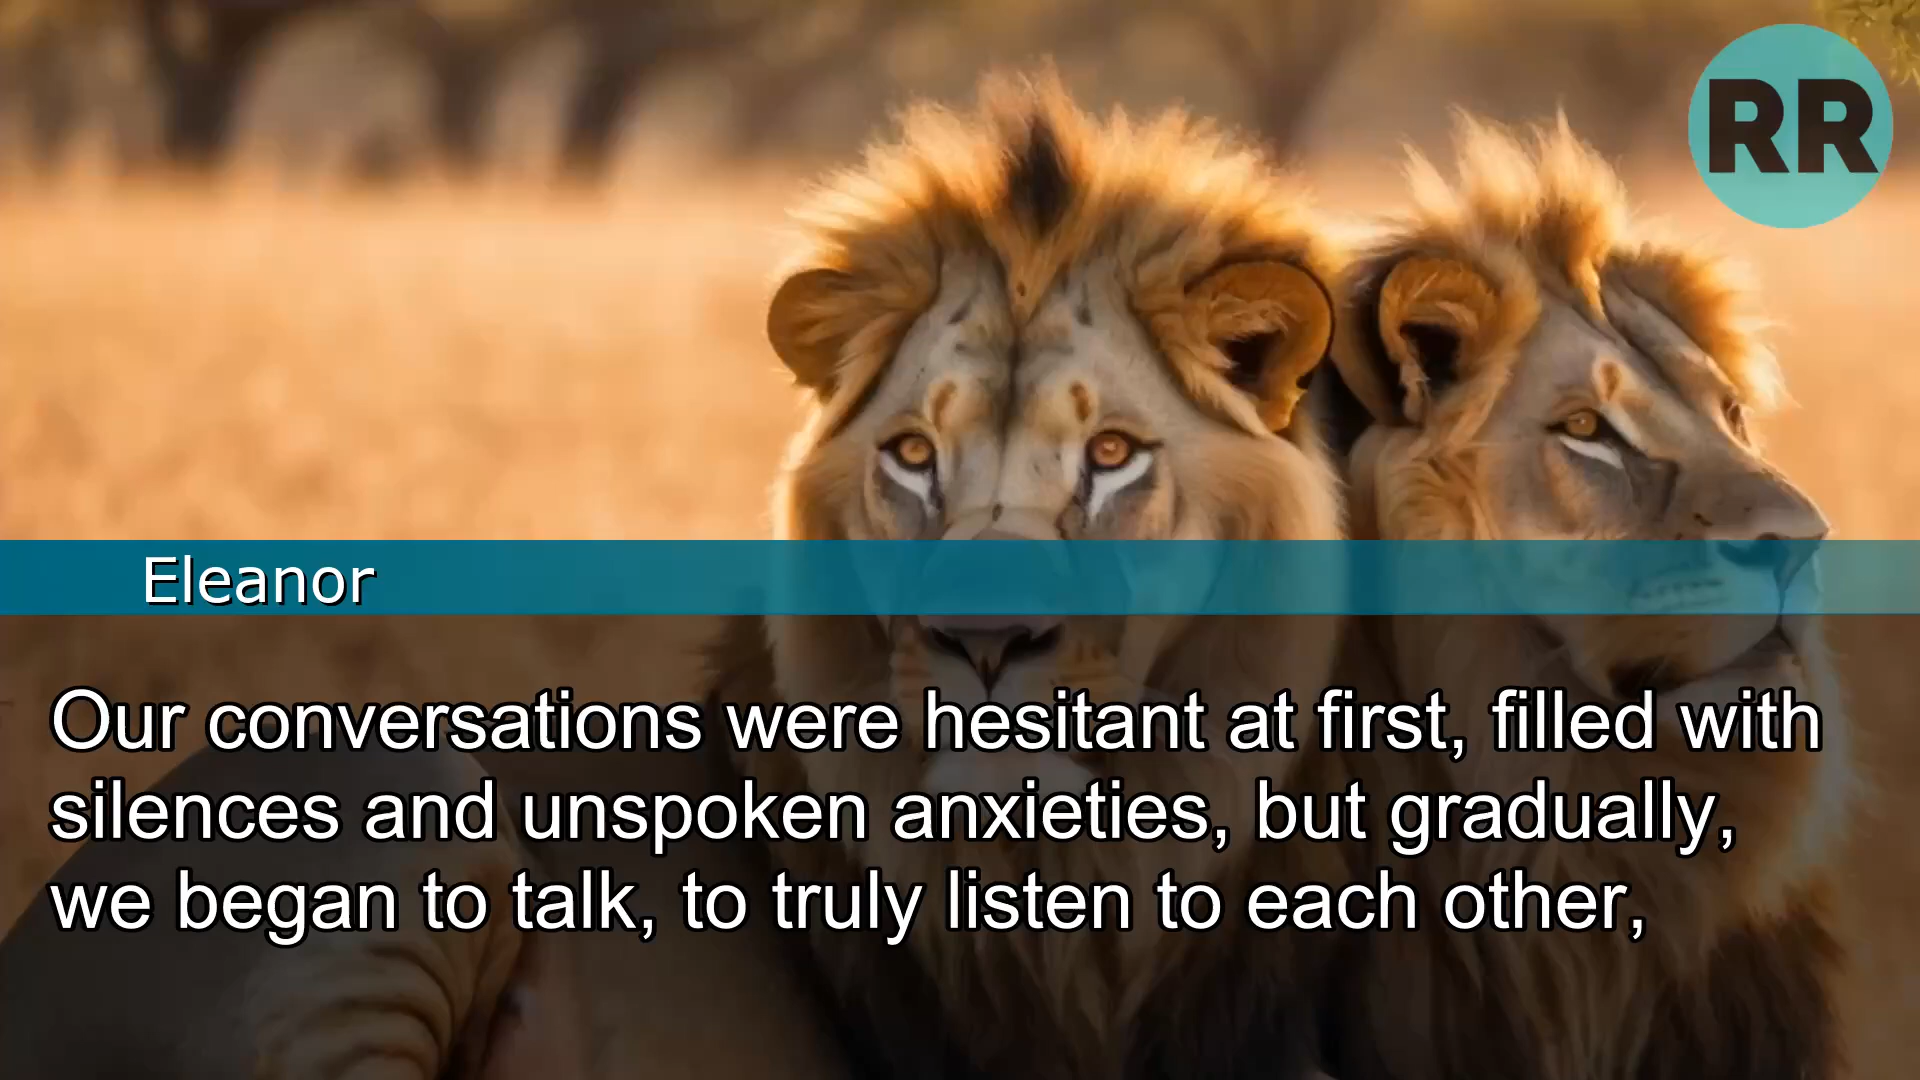 RR
Eleanor
Our conversations were hesitant at first, filled with
silences and unspoken anxieties, but gradually,
we began to talk, to truly listen to each other,